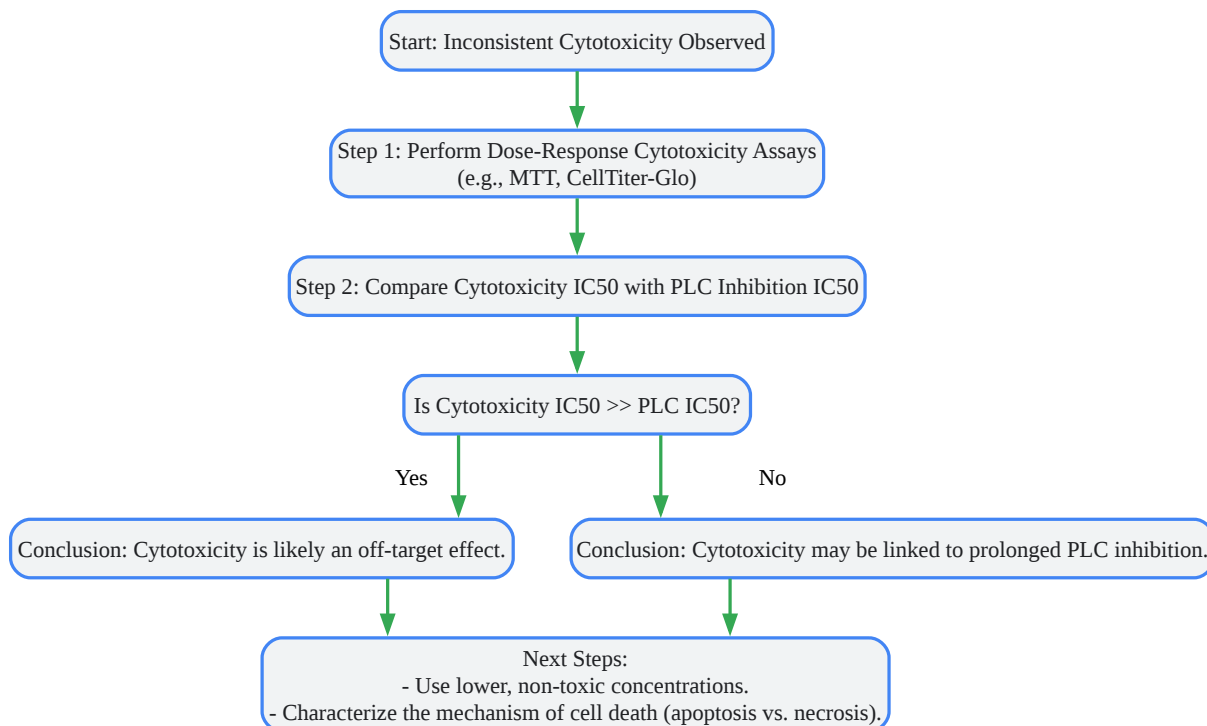 Start: Inconsistent Cytotoxicity Observed
Step 1: Perform Dose-Response Cytotoxicity Assays
(e.g., MTT, CellTiter-Glo)
Step 2: Compare Cytotoxicity IC50 with PLC Inhibition IC50
Is Cytotoxicity IC50 >> PLC IC50?
Yes
No
Conclusion: Cytotoxicity is likely an off-target effect.
Conclusion: Cytotoxicity may be linked to prolonged PLC inhibition.
Next Steps:
- Use lower, non-toxic concentrations.
- Characterize the mechanism of cell death (apoptosis vs. necrosis).